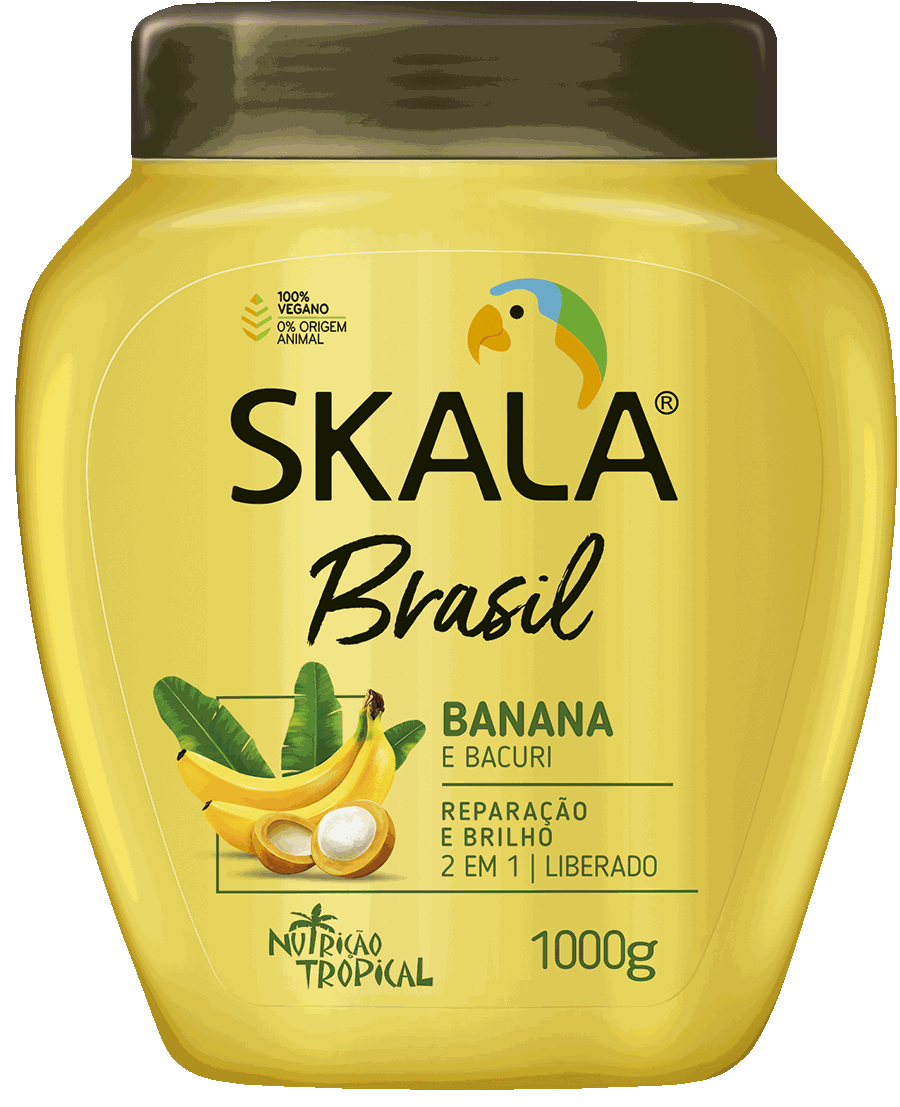 100%
VEGANO
0% ORIGEM
ANIMAL
SKALA®
Brasil
BANANA
E BACURI
REPARAÇÃO
E BRILHO
2 EM 1 | LIBERADO
NUTRIÇÃO
TROPICAL
1000g